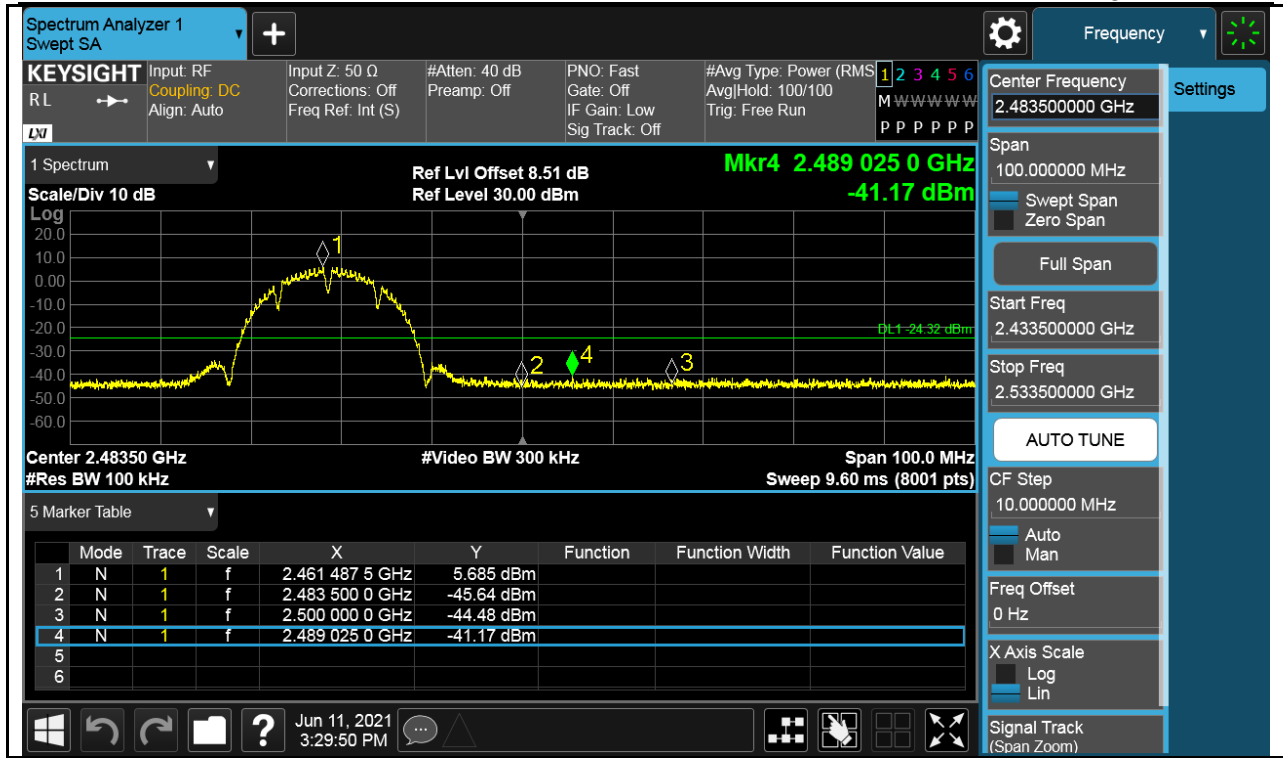 Spectrum Analyzer 1
Swept SA
Frequency
KEYSIGHT
RL
LXI
Input: RF
Coupling: DC
Align: Auto
Input Z: 50 Ω
Corrections: Off
Freq Ref: Int (S)
#Atten: 40 dB
Preamp: Off
PNO: Fast
Gate: Off
IF Gain: Low
Sig Track: Off
#Avg Type: Power (RMS
Avg|Hold: 100/100
Trig: Free Run
1 2 3 4 5 6
M W W W W W
P P P P P P
1 Spectrum
Ref Lvl Offset 8.51 dB
Mkr4 2.489 025 0 GHz
Scale/Div 10 dB
Ref Level 30.00 dBm
-41.17 dBm
Log
20.0
10.0
0.00
-10.0
-20.0
-30.0
-40.0
-50.0
-60.0
1
2
4
3
DL1 -24.32 dBm
Center 2.48350 GHz
#Video BW 300 kHz
Span 100.0 MHz
#Res BW 100 kHz
Sweep 9.60 ms (8001 pts)
5 Marker Table
Mode Trace Scale X Y Function Function Width Function Value
1 N 1 f 2.461 487 5 GHz 5.685 dBm
2 N 1 f 2.483 500 0 GHz -45.64 dBm
3 N 1 f 2.500 000 0 GHz -44.48 dBm
4 N 1 f 2.489 025 0 GHz -41.17 dBm
5
6
?
Jun 11, 2021
3:29:50 PM
Center Frequency
2.483500000 GHz
Settings
Span
100.000000 MHz
Swept Span
Zero Span
Full Span
Start Freq
2.433500000 GHz
Stop Freq
2.533500000 GHz
AUTO TUNE
CF Step
10.000000 MHz
Auto
Man
Freq Offset
0 Hz
X Axis Scale
Log
Lin
Signal Track
(Span Zoom)